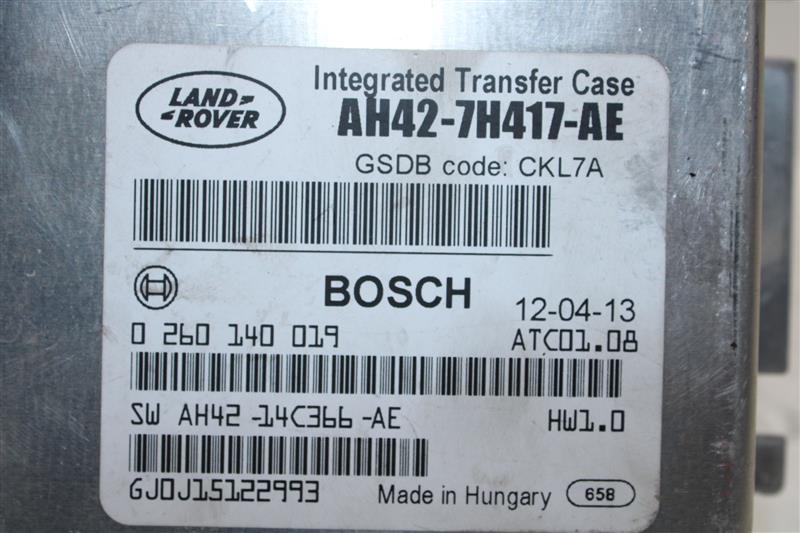 LAND-
-ROVER
Integrated Transfer Case
AH42-7H417-AE
GSDB code: CKL7A
BOSCH
12-04-13
0 260 140 019
ATC01.08
SW AH42 -14C366 -AE
HW1.0
GJ0J15122993
Made in Hungary
658